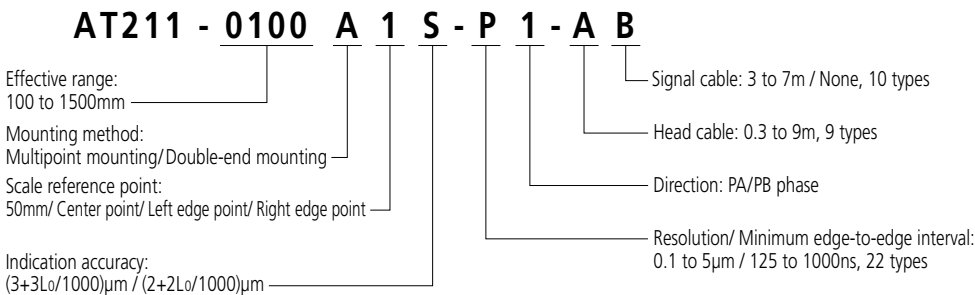 AT211 - 0100 A 1 S - P 1 - A B
Effective range:
100 to 1500mm
Mounting method:
Multipoint mounting/Double-end mounting
Scale reference point:
50mm/ Center point/ Left edge point/ Right edge point
Indication accuracy:
(3+3L0/1000)μm / (2+2L0/1000)μm
Signal cable: 3 to 7m / None, 10 types
Head cable: 0.3 to 9m, 9 types
Direction: PA/PB phase
Resolution/ Minimum edge-to-edge interval:
0.1 to 5μm / 125 to 1000ns, 22 types